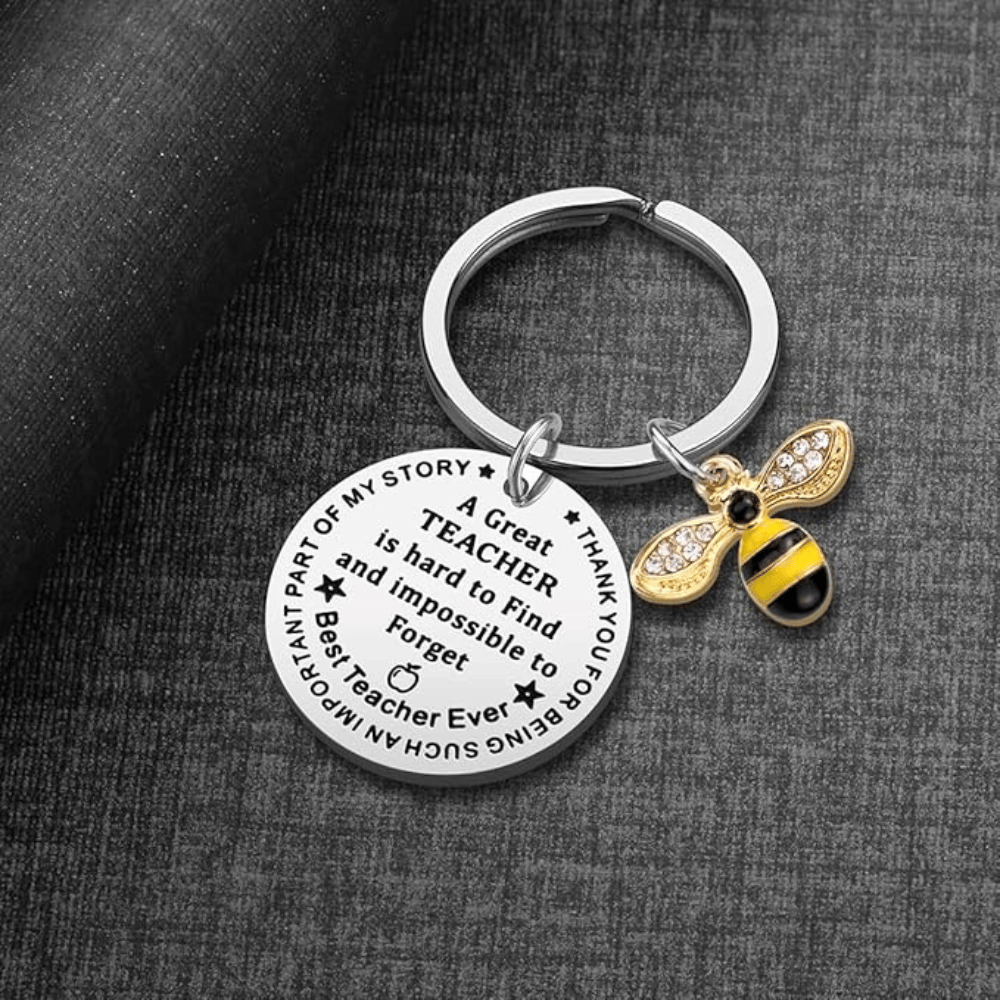 THANK YOU FOR BEING SUCH AN IMPORTANT PART OF MY STORY
A Great
TEACHER
is hard to Find
and impossible to
Forget
Best Teacher Ever